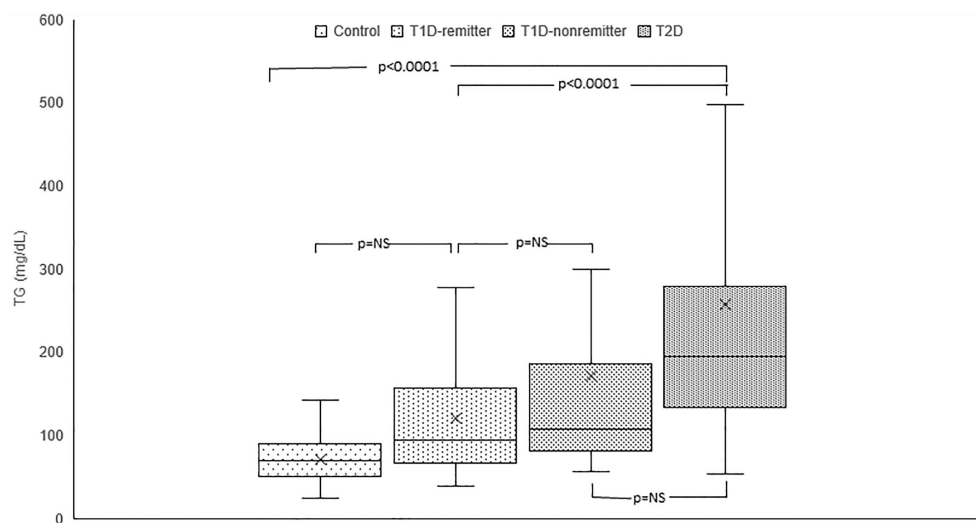 600
Control T1D-remitter T1D-nonremitter T2D
p<0.0001
500
p<0.0001
400
300
p=NS p=NS
TG (mg/dL)
200
100
p=NS
0